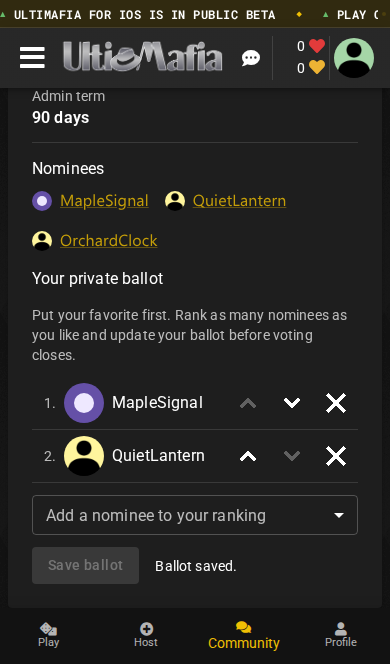 ULTIMAFIA FOR IOS IS IN PUBLIC BETA
PLAY
UltiMafia
0
0
Admin term
90 days
Nominees
MapleSignal QuietLantern
OrchardClock
Your private ballot
Put your favorite first. Rank as many nominees as
you like and update your ballot before voting
closes.
1. MapleSignal
2. QuietLantern
Add a nominee to your ranking
Save ballot Ballot saved.
Play Host Community Profile